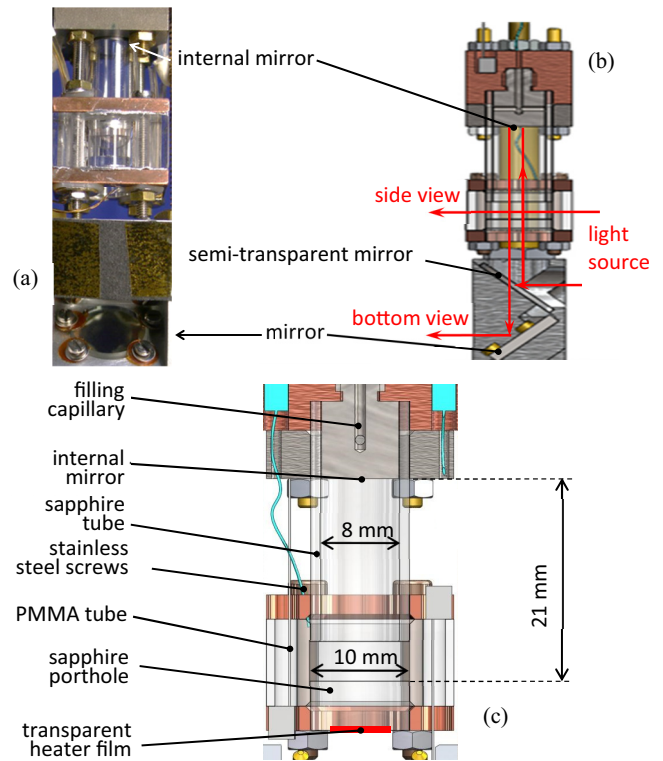 internal mirror
(b)
side view
light
source
semi-transparent mirror
(a)
bottom view
mirror
filling
capillary
internal
mirror
sapphire
tube
8 mm
stainless
steel screws
21 mm
PMMA tube
10 mm
sapphire
porthole
(c)
transparent
heater film